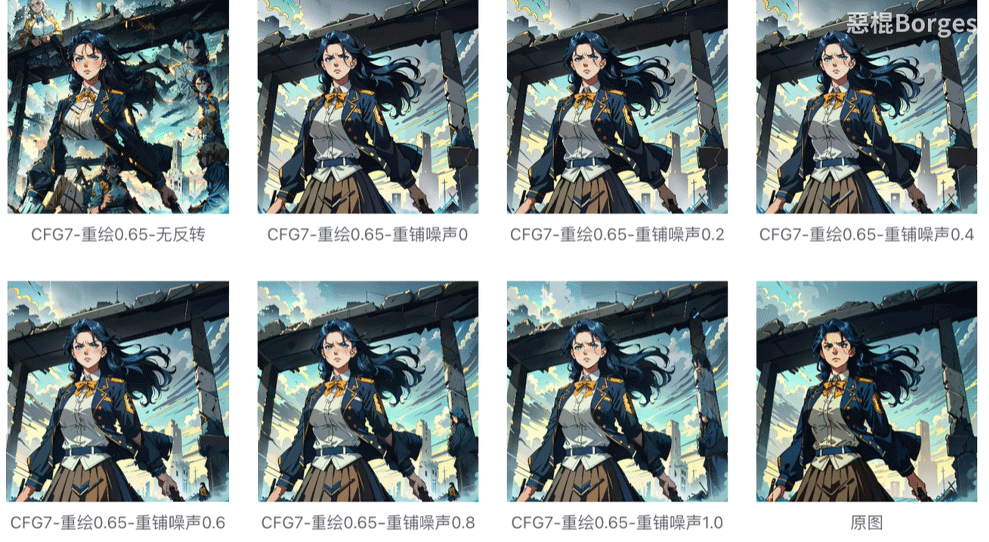 惡棍Borges
CFG7-重绘0.65-无反转
CFG7-重绘0.65-重铺噪声0
CFG7-重绘0.65-重铺噪声0.2
CFG7-重绘0.65-重铺噪声0.4
CFG7-重绘0.65-重铺噪声0.6
CFG7-重绘0.65-重铺噪声0.8
CFG7-重绘0.65-重铺噪声1.0
原图